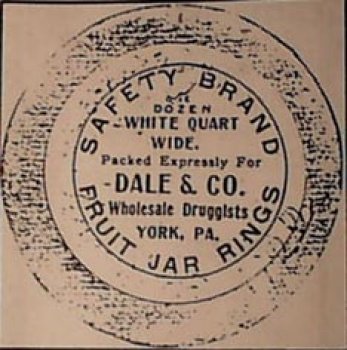 SAFETY BRAND
DOZEN
WHITE QUART
WIDE.
Packed Expressly For
DALE & CO.
Wholesale Druggists
YORK, PA.
FRUIT JAR RINGS